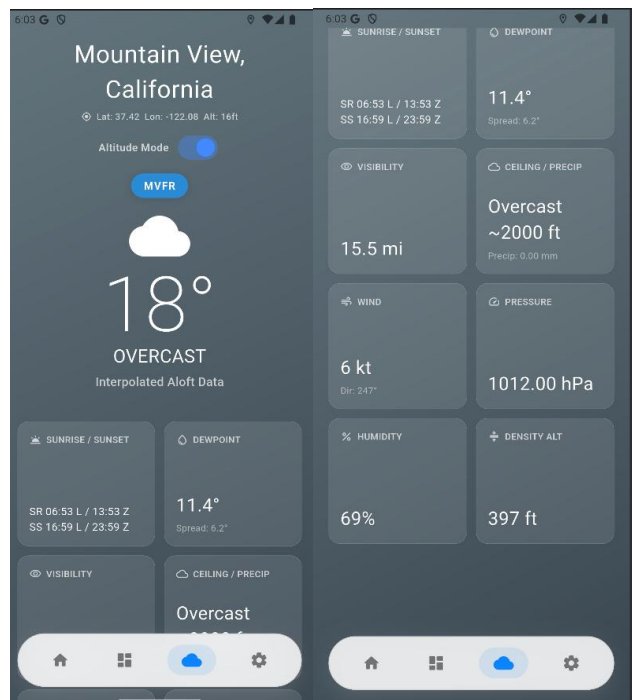 6:03 G
Mountain View,
California
Lat: 37.42 Lon: -122.08 Alt: 16ft
Altitude Mode
MVFR
18°
OVERCAST
Interpolated Aloft Data
SUNRISE / SUNSET
SR 06:53 L / 13:53 Z
SS 16:59 L / 23:59 Z
DEWPOINT
11.4°
Spread: 6.2°
VISIBILITY
CEILING / PRECIP
Overcast
6:03 G
SUNRISE / SUNSET
SR 06:53 L / 13:53 Z
SS 16:59 L / 23:59 Z
DEWPOINT
11.4°
Spread: 6.2°
VISIBILITY
15.5 mi
CEILING / PRECIP
Overcast
~2000 ft
Precip: 0.00 mm
WIND
6 kt
Dir: 247°
PRESSURE
1012.00 hPa
% HUMIDITY
69%
DENSITY ALT
397 ft